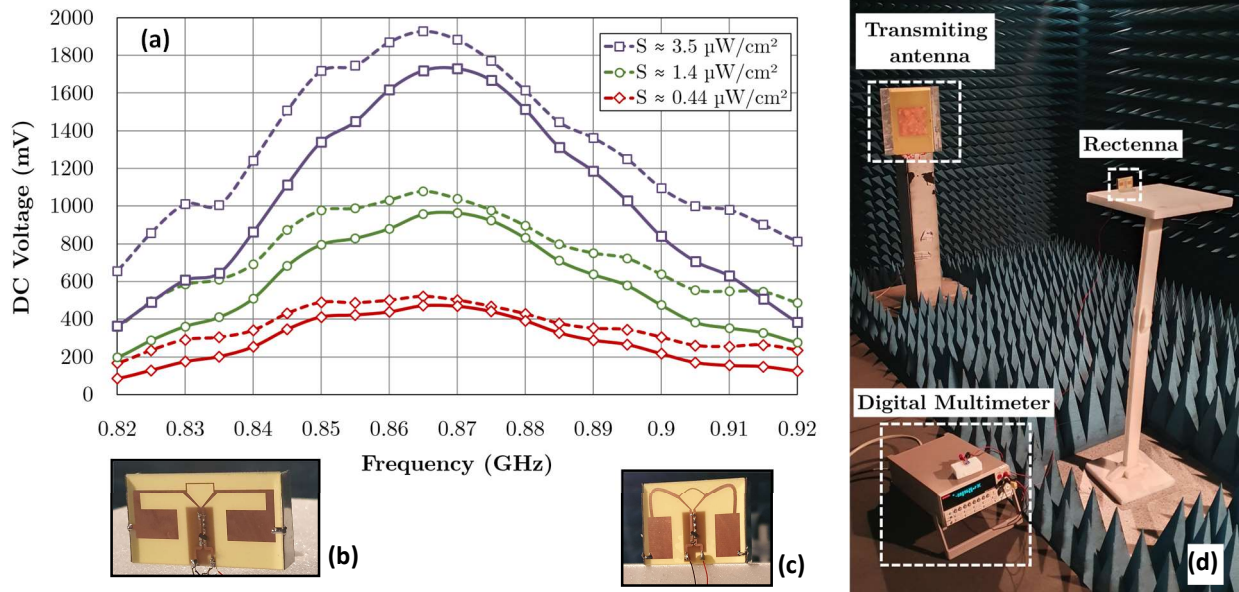 (a)
S ≈ 3.5 µW/cm²
S ≈ 1.4 µW/cm²
S ≈ 0.44 µW/cm²
DC Voltage (mV)
2000
1800
1600
1400
1200
1000
800
600
400
200
0
0.82 0.83 0.84 0.85 0.86 0.87 0.88 0.89 0.9 0.91 0.92
Frequency (GHz)
(b)
(c)
Transmiting
antenna
Rectenna
Digital Multimeter
(d)